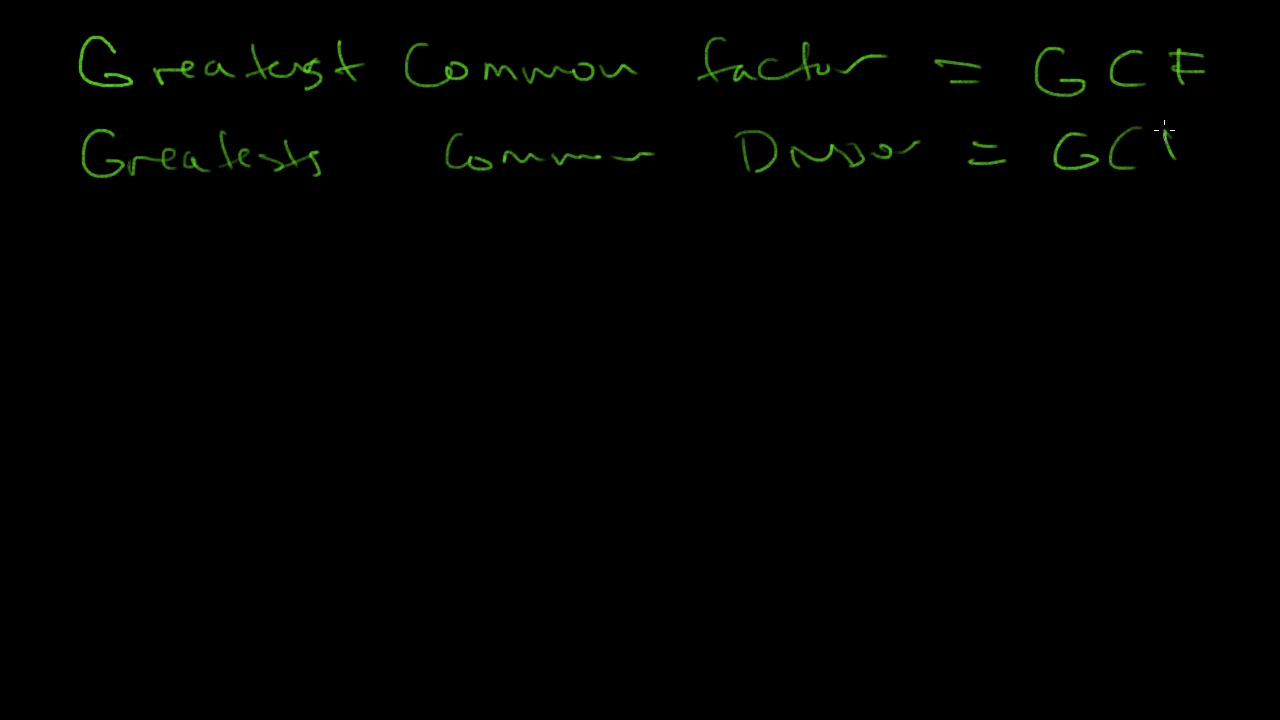 Greatest Common factor = GCF
Greatests Common Divisor = GC